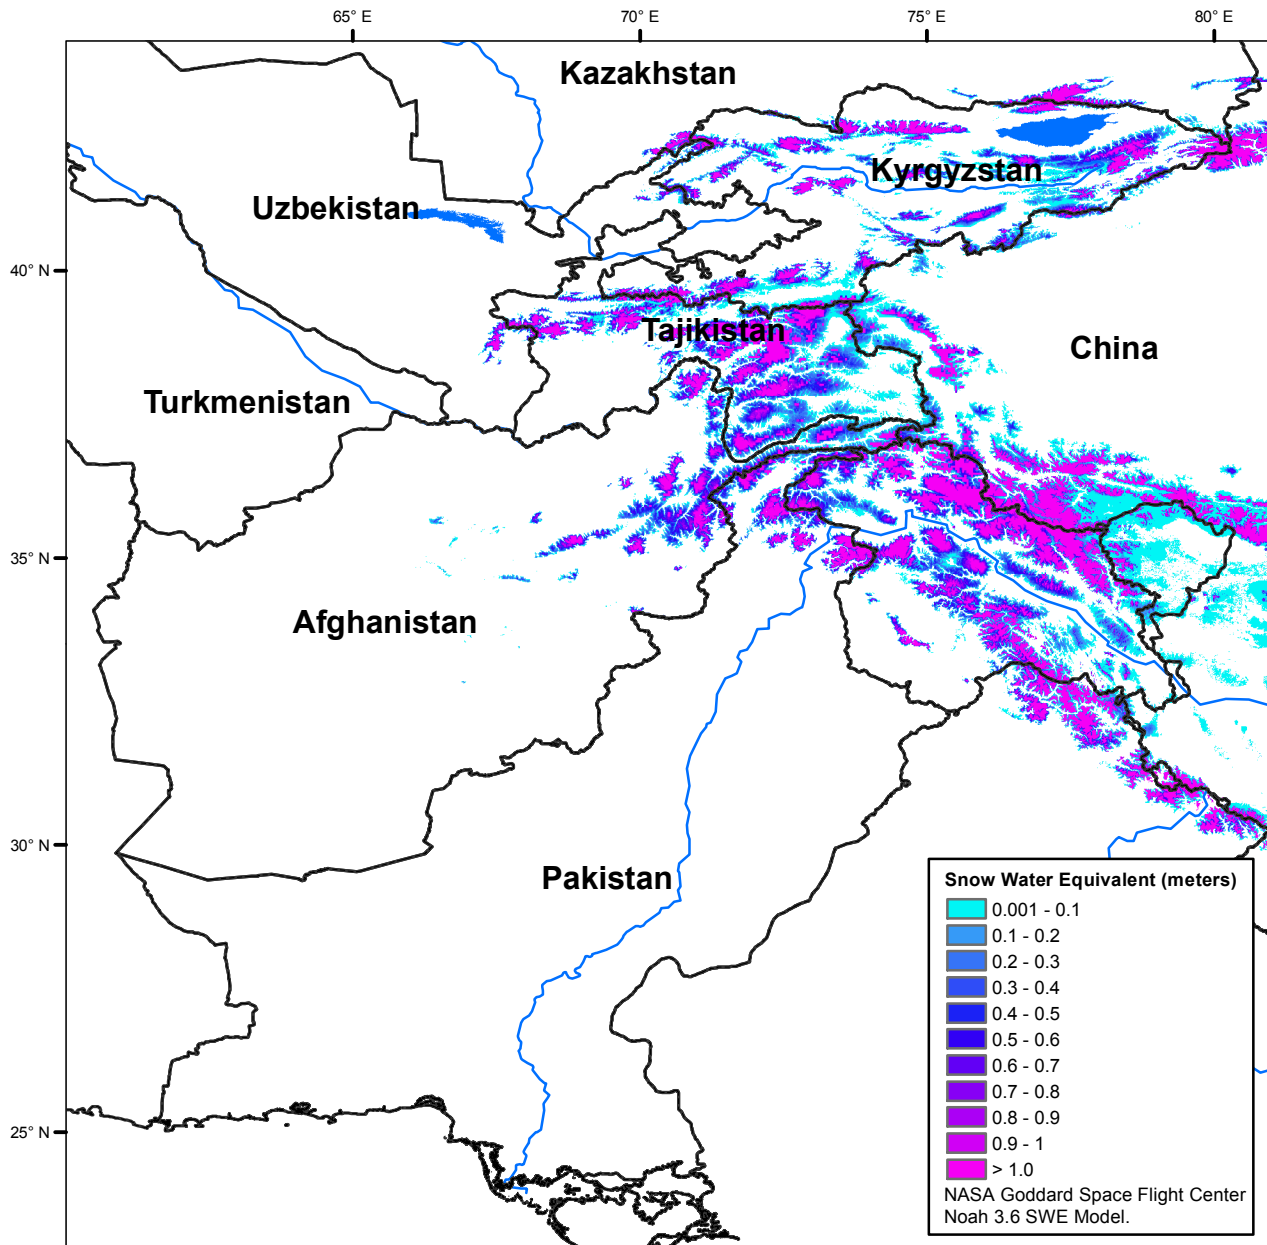 65° E
70° E
75° E
80° E
Kazakhstan
Kyrgyzstan
Uzbekistan
40° N
Tajikistan
China
Turkmenistan
35° N
Afghanistan
30° N
Pakistan
25° N
Snow Water Equivalent (meters)
0.001 - 0.1
0.1 - 0.2
0.2 - 0.3
0.3 - 0.4
0.4 - 0.5
0.5 - 0.6
0.6 - 0.7
0.7 - 0.8
0.8 - 0.9
0.9 - 1
> 1.0
NASA Goddard Space Flight Center
Noah 3.6 SWE Model.